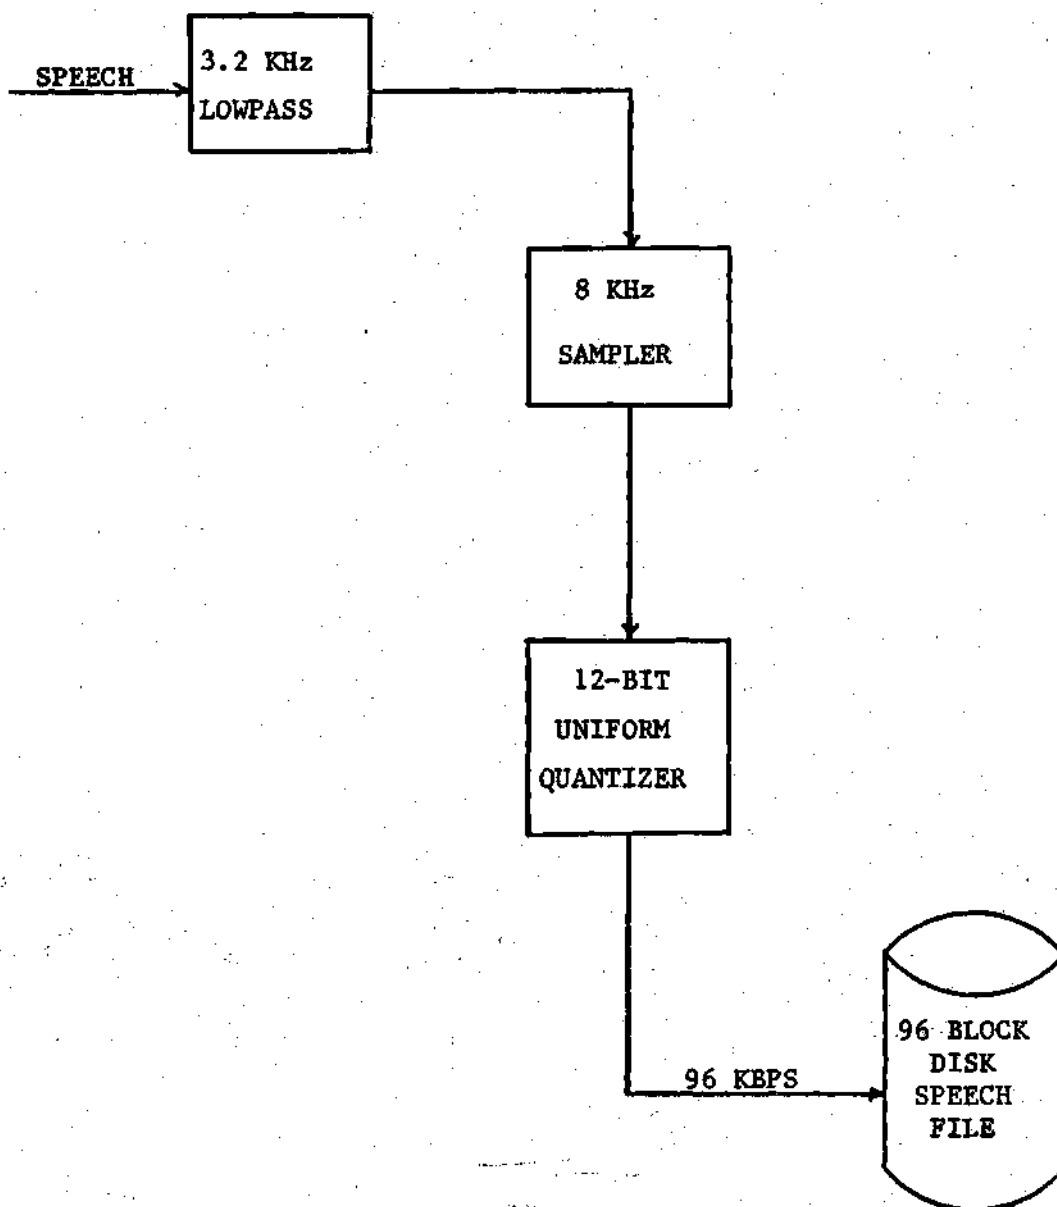 SPEECH
3.2 KHz
LOWPASS
8 KHz
SAMPLER
12-BIT
UNIFORM
QUANTIZER
96 KBPS
96 BLOCK
DISK
SPEECH
FILE